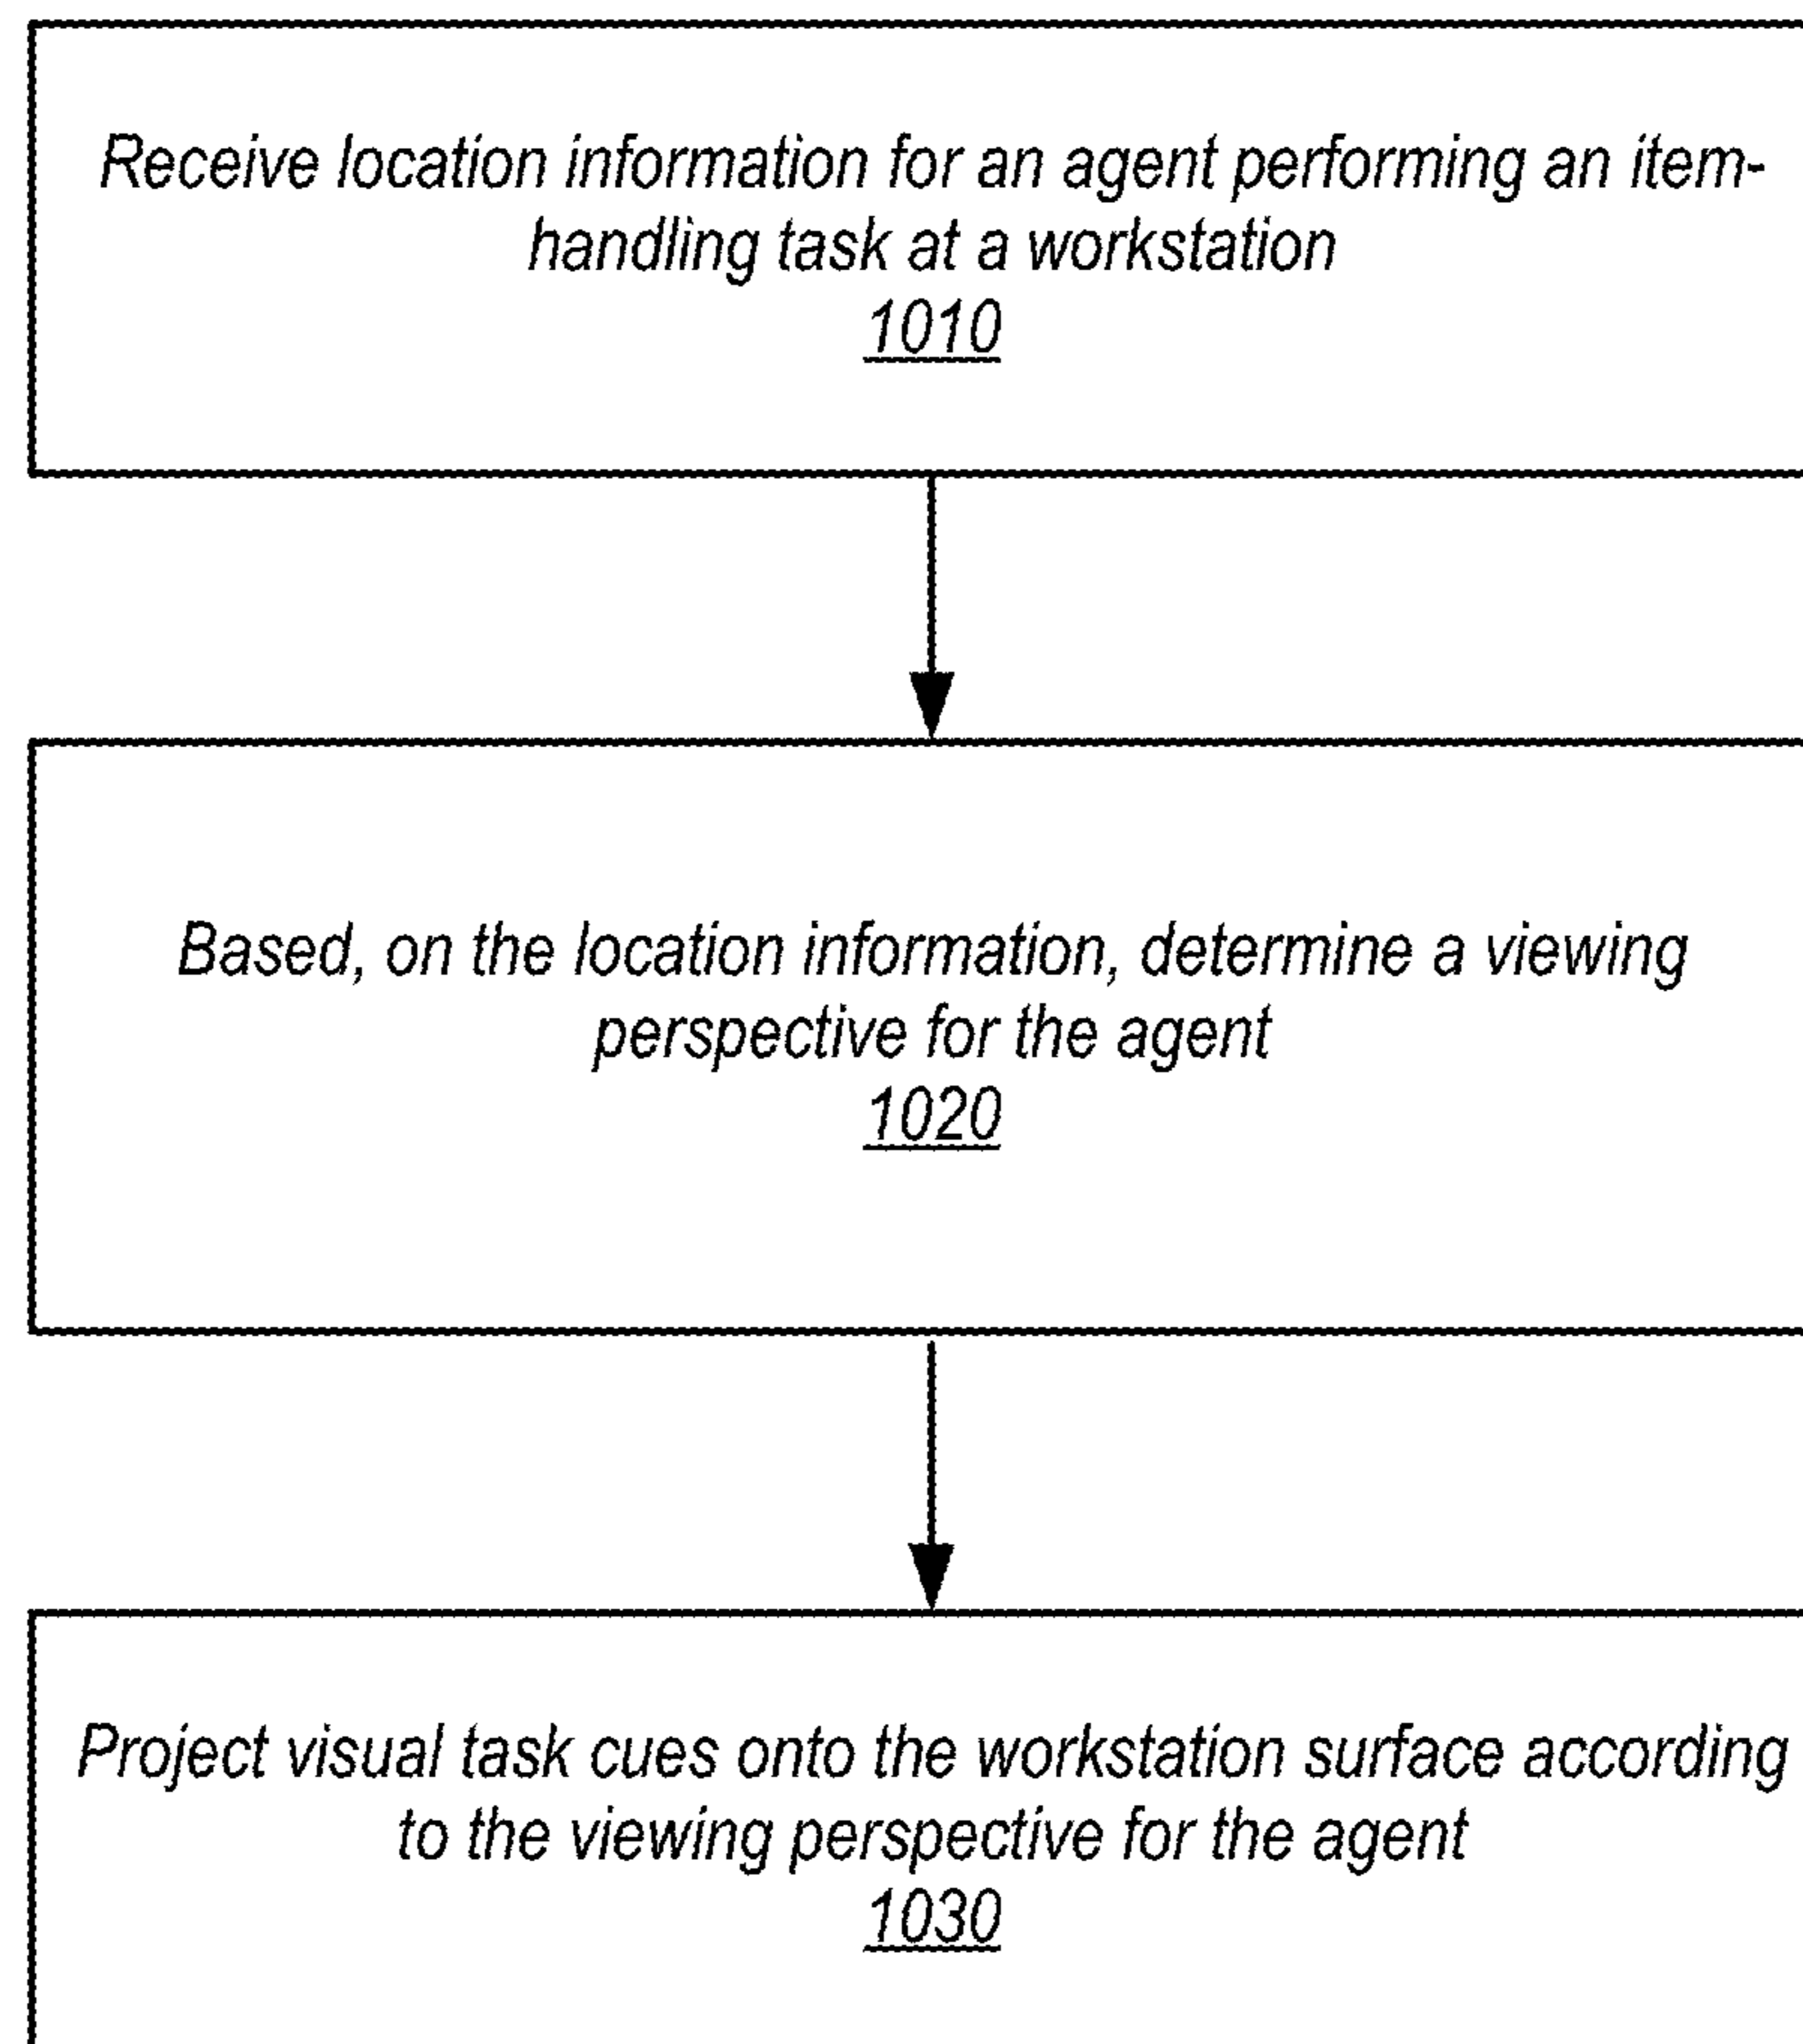 Receive location information for an agent performing an item-
handling task at a workstation
1010
Based, on the location information, determine a viewing
perspective for the agent
1020
Project visual task cues onto the workstation surface according
to the viewing perspective for the agent
1030